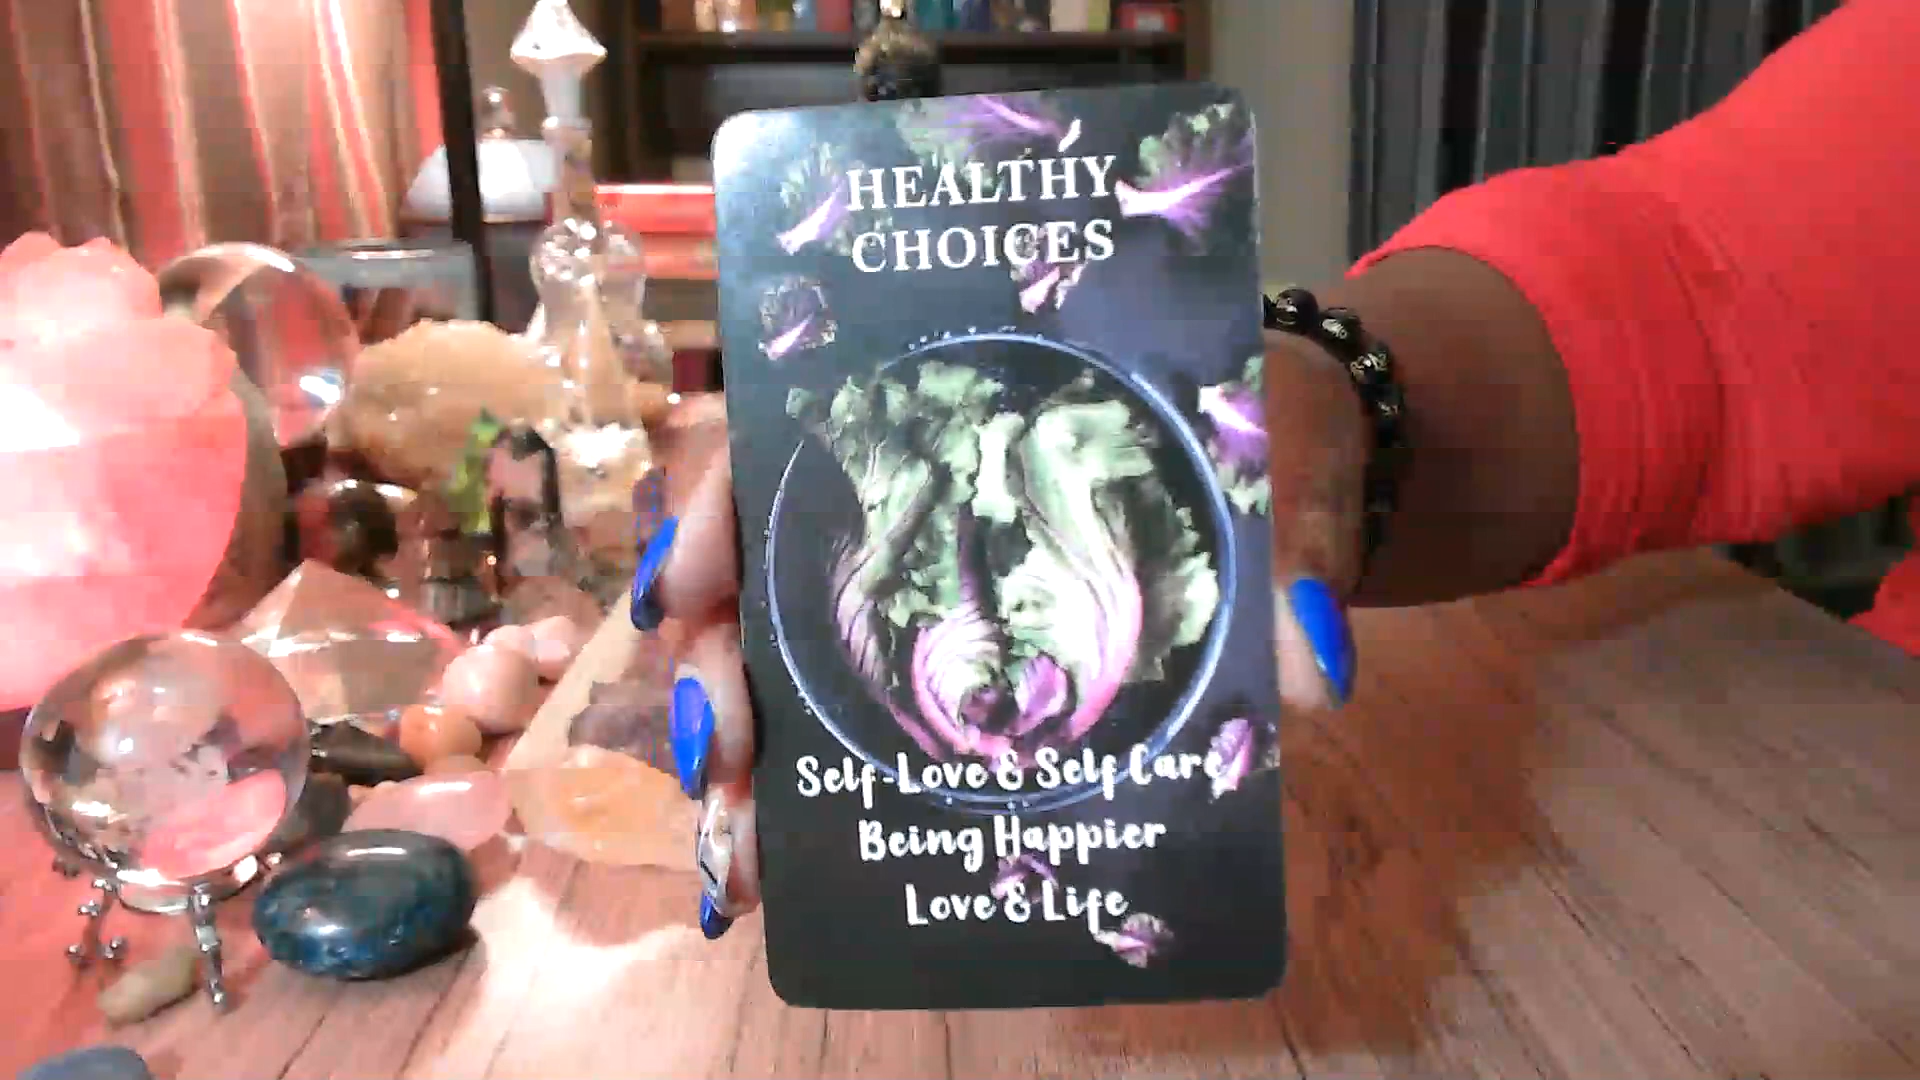 HEALTHY
CHOICES
Self-Love & Self Care
Being Happier
Love & Life